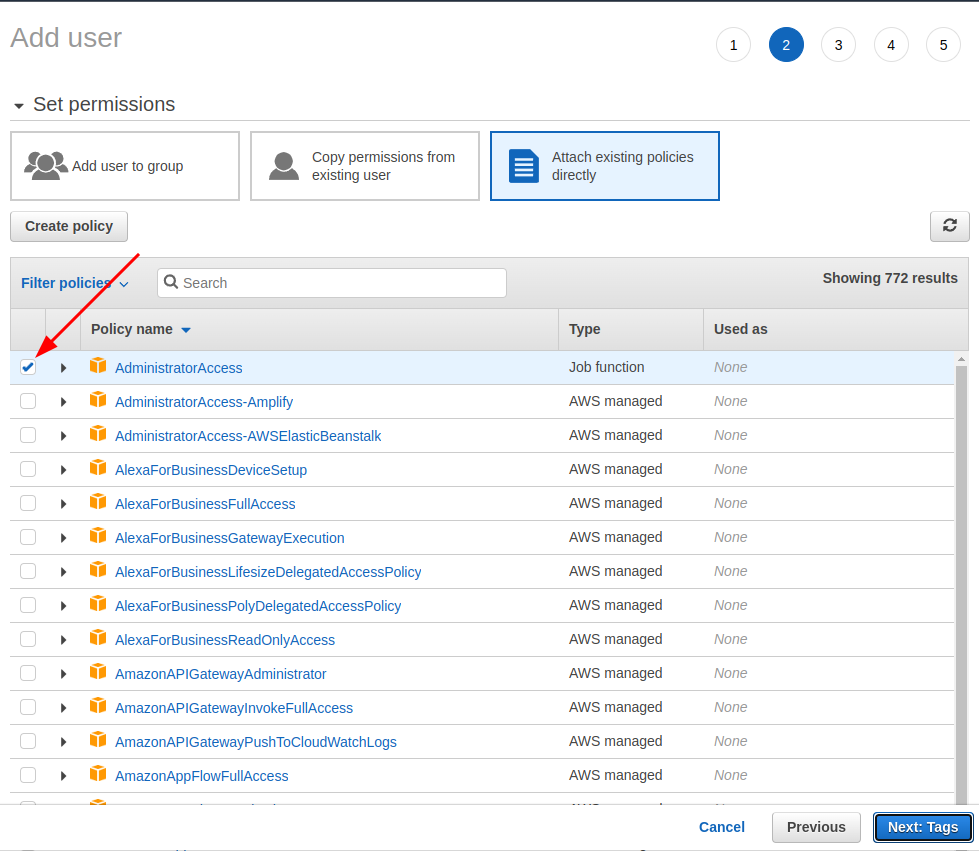 Add user
1 2 3 4 5
Set permissions
Add user to group
Copy permissions from
existing user
Attach existing policies
directly
Create policy
Filter policies
Search
Showing 772 results
Policy name Type Used as
AdministratorAccess Job function None
AdministratorAccess-Amplify AWS managed None
AdministratorAccess-AWSElasticBeanstalk AWS managed None
AlexaForBusinessDeviceSetup AWS managed None
AlexaForBusinessFullAccess AWS managed None
AlexaForBusinessGatewayExecution AWS managed None
AlexaForBusinessLifesizeDelegatedAccessPolicy AWS managed None
AlexaForBusinessPolyDelegatedAccessPolicy AWS managed None
AlexaForBusinessReadOnlyAccess AWS managed None
AmazonAPIGatewayAdministrator AWS managed None
AmazonAPIGatewayInvokeFullAccess AWS managed None
AmazonAPIGatewayPushToCloudWatchLogs AWS managed None
AmazonAppFlowFullAccess AWS managed None
Cancel Previous Next: Tags